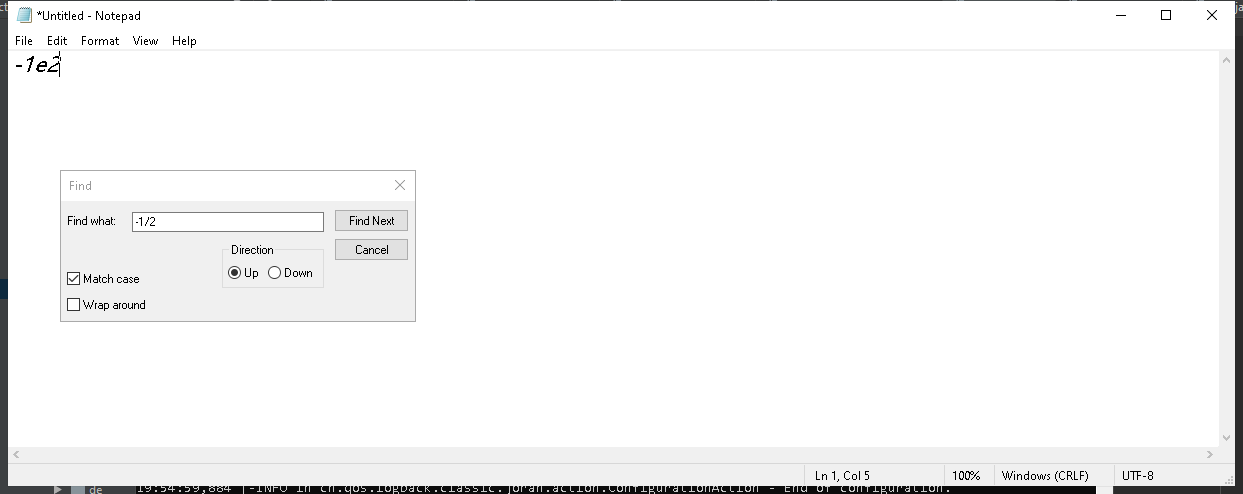 *Untitled - Notepad
File Edit Format View Help
-1e2
Find
Find what: -1/2 Find Next
Direction Cancel
Up Down
Match case
Wrap around
Ln 1, Col 5 100% Windows (CRLF) UTF-8
de 19:54:59,884 |-INFO in ch.qos.logback.classic.joran.action.ConfigurationAction - End of configuration.